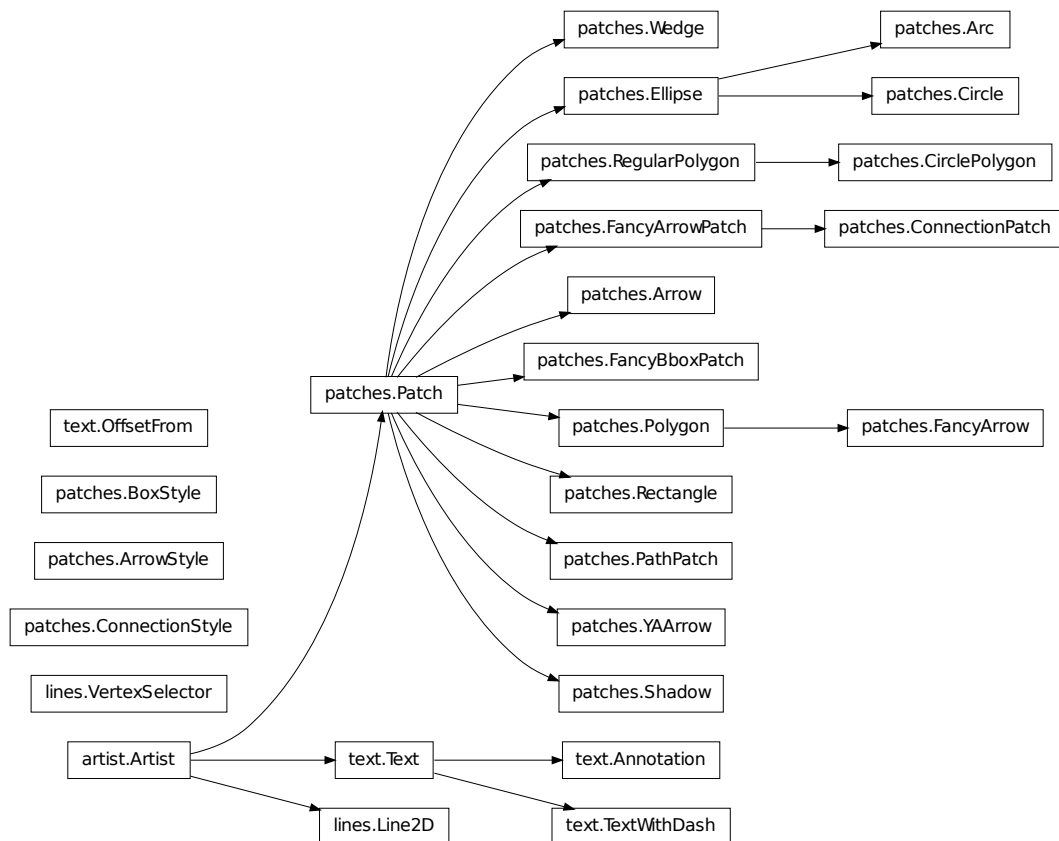 patches.Wedge
patches.Arc
patches.Ellipse
patches.Circle
patches.RegularPolygon
patches.CirclePolygon
patches.FancyArrowPatch
patches.ConnectionPatch
patches.Arrow
patches.FancyBboxPatch
patches.Patch
text.OffsetFrom
patches.Polygon
patches.FancyArrow
patches.BoxStyle
patches.Rectangle
patches.ArrowStyle
patches.PathPatch
patches.ConnectionStyle
patches.YAArrow
lines.VertexSelector
patches.Shadow
artist.Artist
text.Text
text.Annotation
lines.Line2D
text.TextWithDash